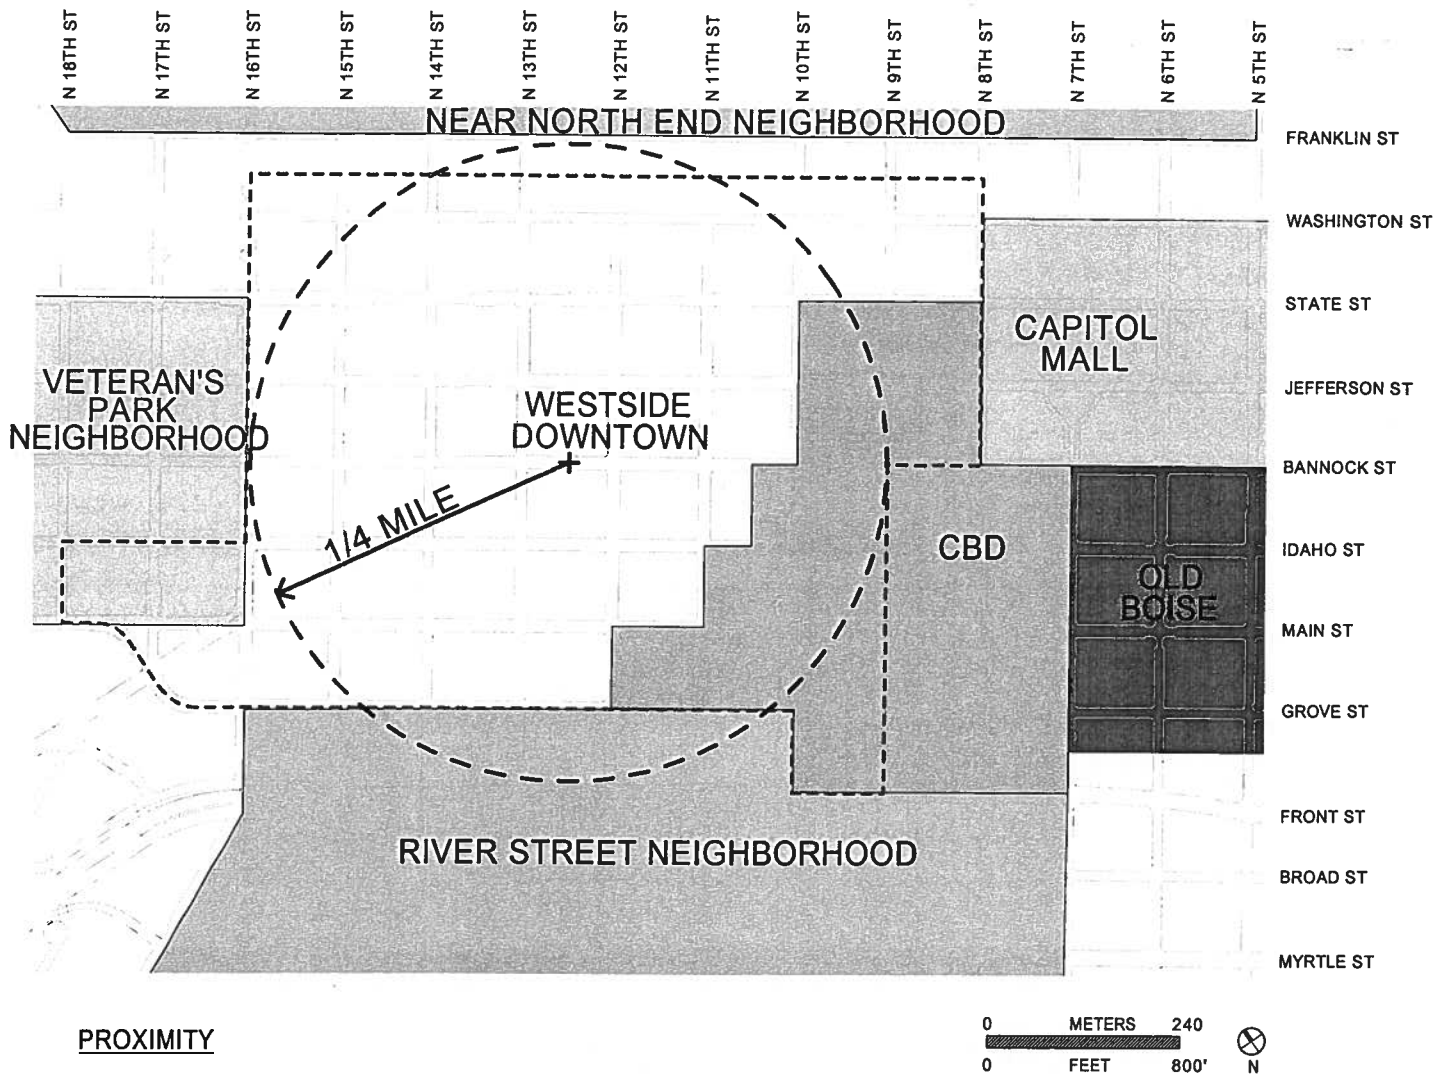 N 18TH ST
N 17TH ST
N 16TH ST
N 15TH ST
N 14TH ST
N 13TH ST
N 12TH ST
N 11TH ST
N 10TH ST
N 9TH ST
N 8TH ST
N 7TH ST
N 6TH ST
N 5TH ST
NEAR NORTH END NEIGHBORHOOD
FRANKLIN ST
WASHINGTON ST
STATE ST
CAPITOL
MALL
JEFFERSON ST
VETERAN'S
PARK
NEIGHBORHOOD
WESTSIDE
DOWNTOWN
BANNOCK ST
1/4 MILE
CBD
IDAHO ST
OLD
BOISE
MAIN ST
GROVE ST
FRONT ST
RIVER STREET NEIGHBORHOOD
BROAD ST
MYRTLE ST
PROXIMITY
0 METERS 240
0 FEET 800'
N